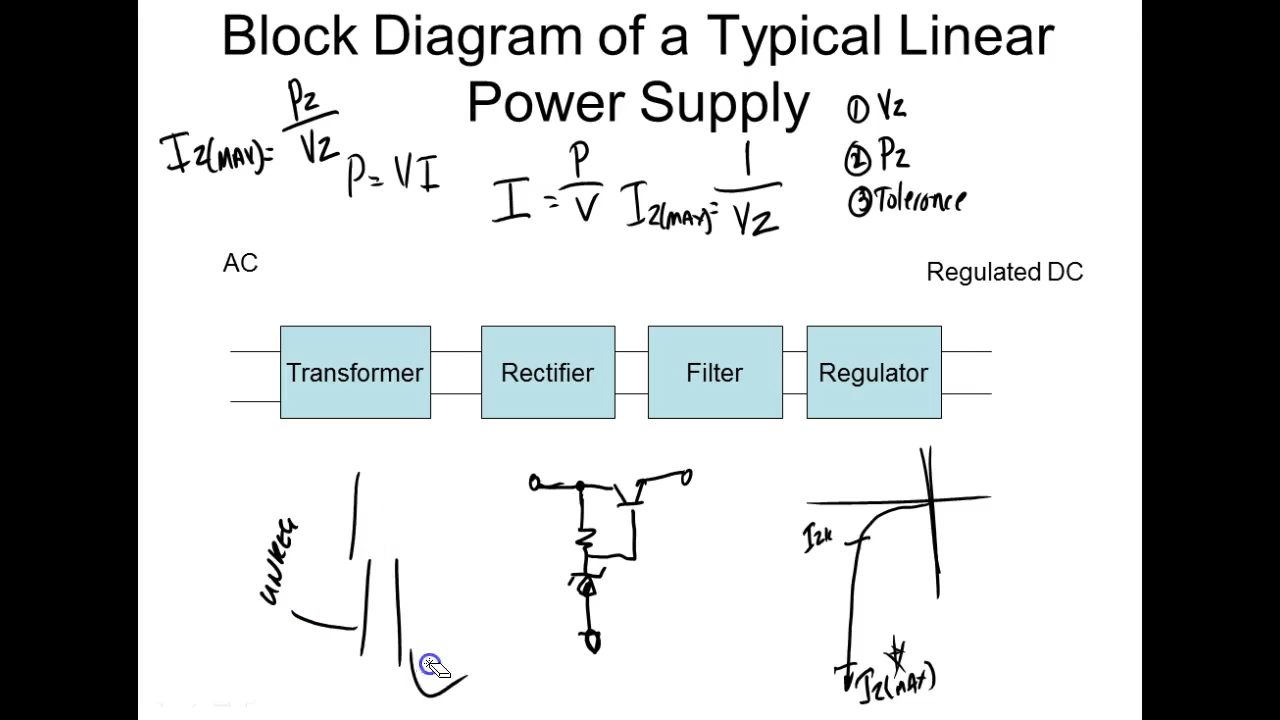 Block Diagram of a Typical Linear
Power Supply
Iz(MAX)= Pz/Vz
P= VI
I = P/V
Iz(MAX)= 1/Vz
① Vz
② Pz
③ Tolerance
AC
Regulated DC
Transformer
Rectifier
Filter
Regulator
UNREG
Izk
Iz(MAX)